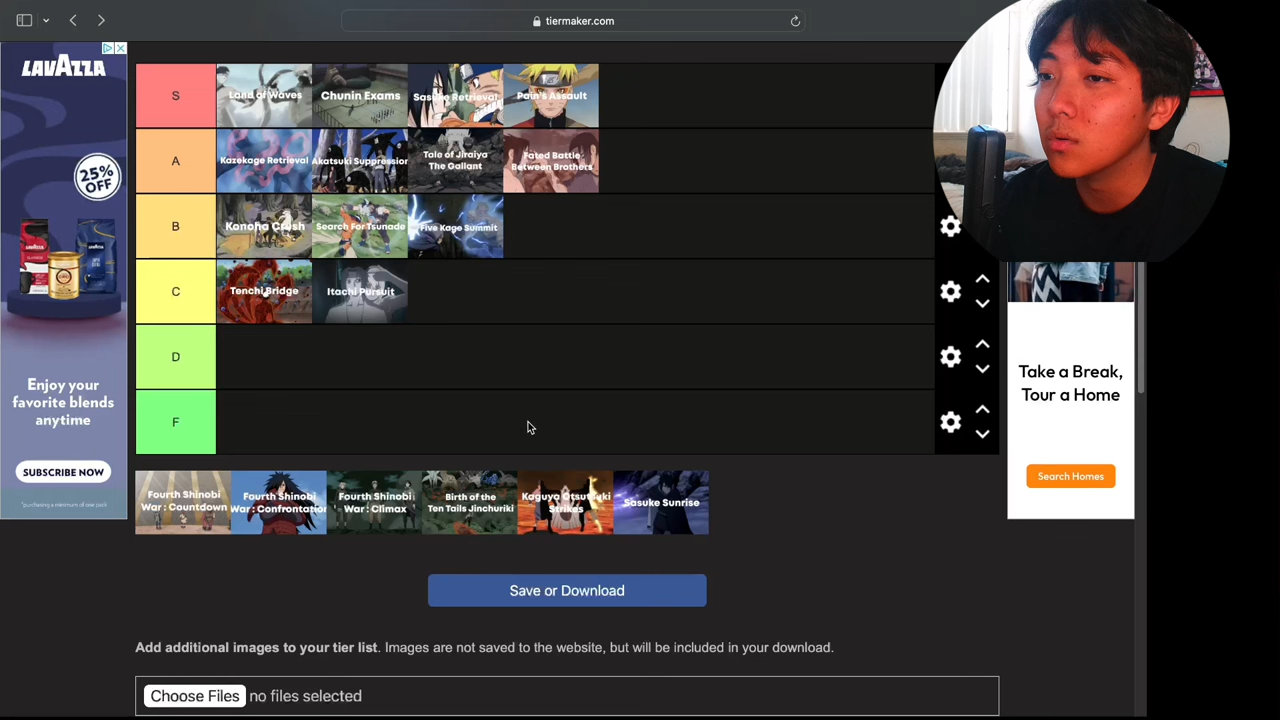 tiermaker.com
LAVAZZA
25%
OFF
Enjoy your
favorite blends
anytime
SUBSCRIBE NOW
*purchasing a minimum of one pack
S
Land of Waves
Chunin Exams
Sasuke Retrieval
Pain's Assault
A
Kazekage Retrieval
Akatsuki Suppression
Tale of Jiraiya
The Gallant
Fated Battle
Between Brothers
B
Konoha Crush
Search For Tsunade
Five Kage Summit
C
Tenchi Bridge
Itachi Pursuit
D
F
Fourth Shinobi
War : Countdown
Fourth Shinobi
War : Confrontation
Fourth Shinobi
War : Climax
Birth of the
Ten Tails Jinchuriki
Kaguya Otsutsuki
Strikes
Sasuke Sunrise
Save or Download
Add additional images to your tier list. Images are not saved to the website, but will be included in your download.
Choose Files no files selected
Take a Break,
Tour a Home
Search Homes